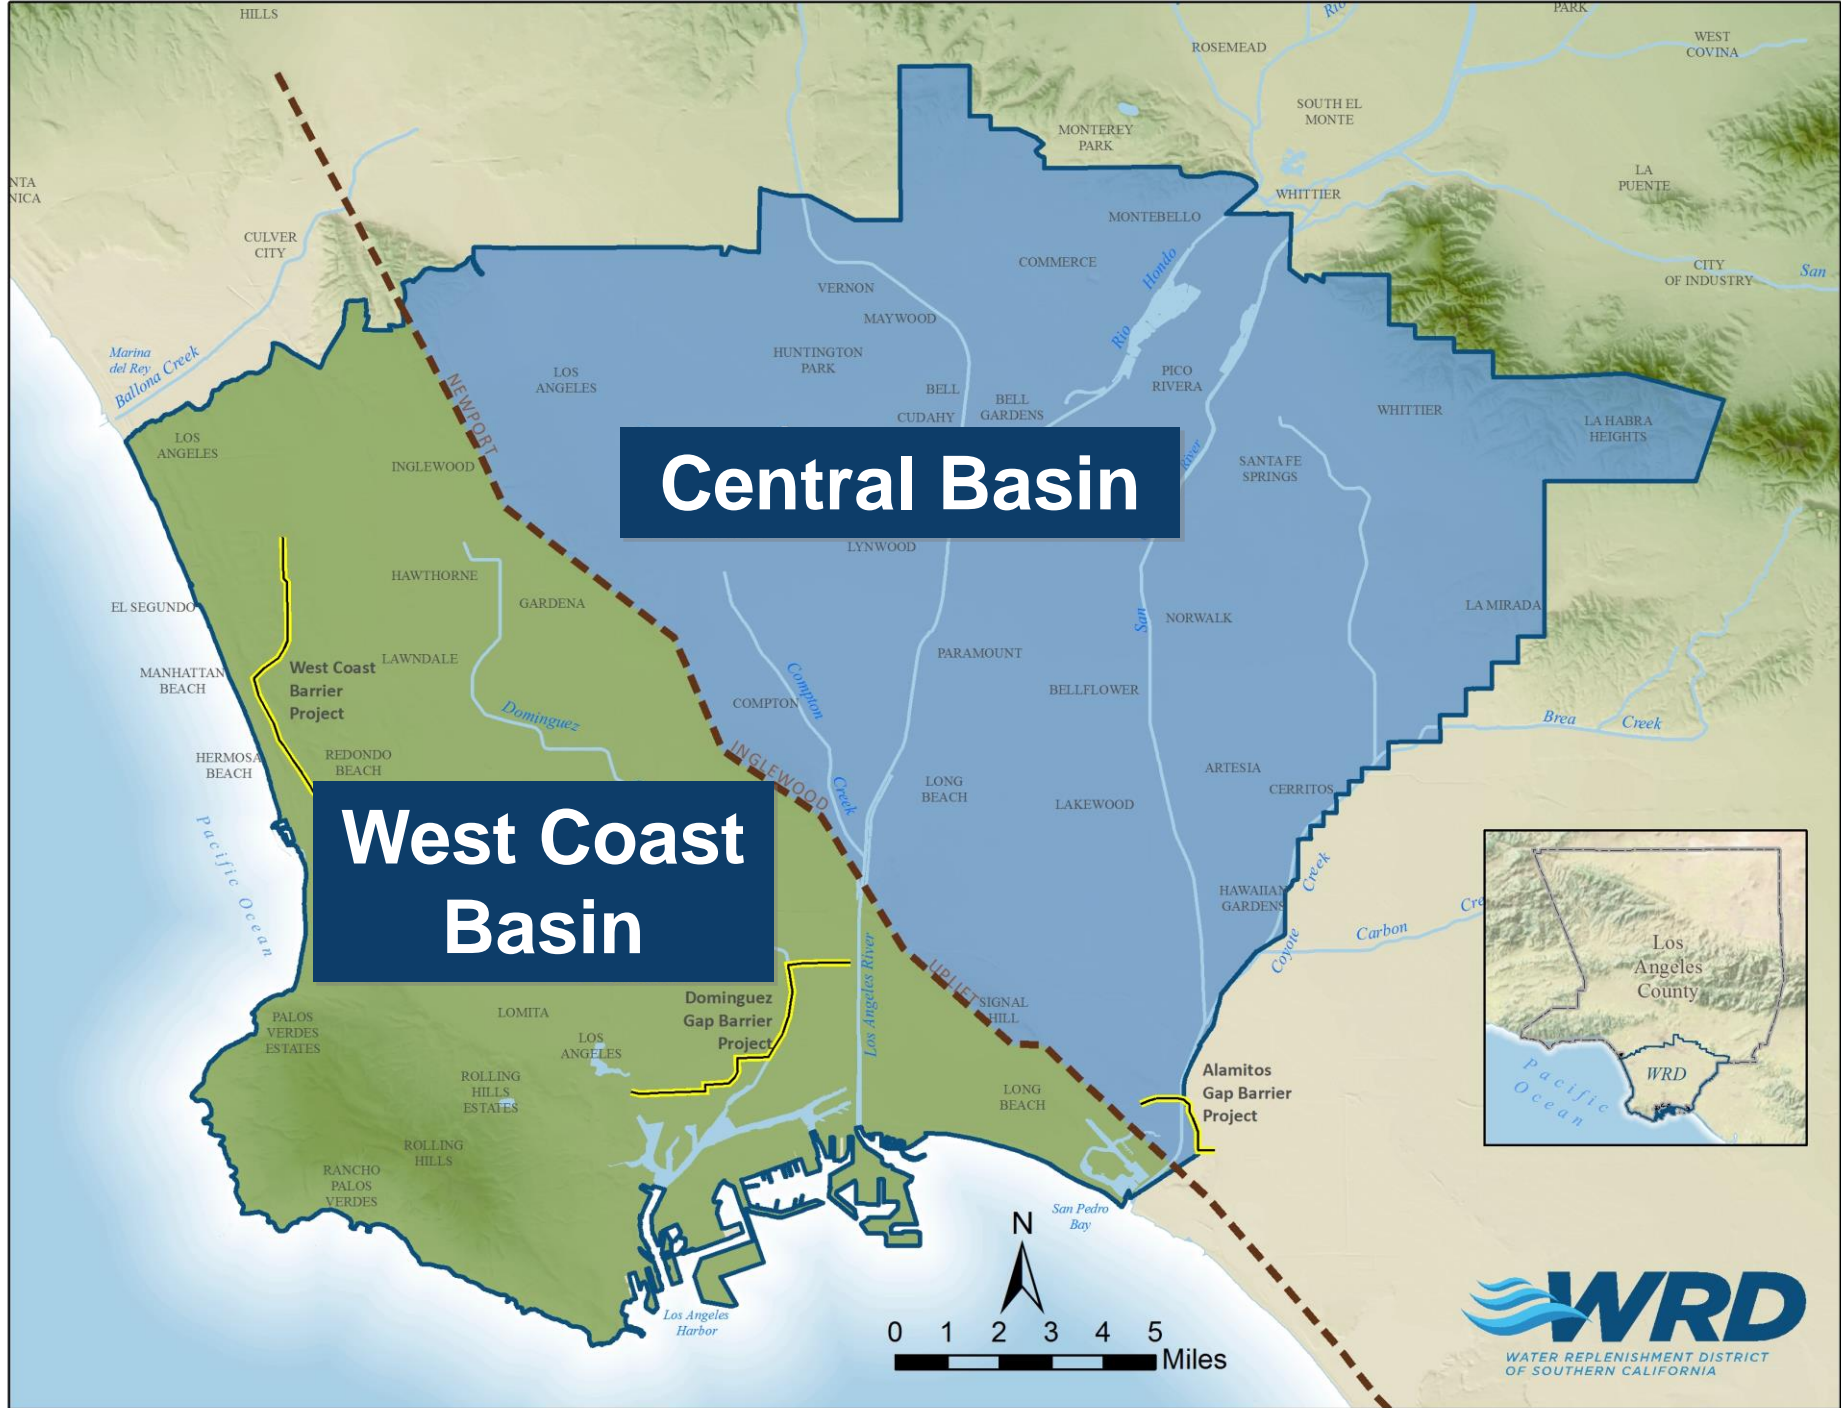 HILLS
PARK
Rio
ROSEMEAD
WEST
COVINA
SOUTH EL
MONTE
MONTEREY
PARK
NTA
NICA
LA
PUENTE
WHITTIER
MONTEBELLO
CULVER
CITY
COMMERCE
CITY
OF INDUSTRY
San
Hondo
VERNON
MAYWOOD
Rio
Marina
del Rey
Ballona Creek
HUNTINGTON
PARK
LOS
ANGELES
PICO
RIVERA
BELL
BELL
GARDENS
CUDAHY
WHITTIER
LA HABRA
HEIGHTS
NEWPORT
LOS
ANGELES
INGLEWOOD
River
SANTA FE
SPRINGS
Central Basin
LYNWOOD
HAWTHORNE
GARDENA
EL SEGUNDO
LA MIRADA
San
NORWALK
PARAMOUNT
LAWNDALE
West Coast
Barrier
Project
MANHATTAN
BEACH
BELLFLOWER
COMPTON
Compton
Creek
Dominguez
Brea
Creek
HERMOSA
BEACH
REDONDO
BEACH
INGLEWOOD
ARTESIA
CERRITOS
LONG
BEACH
LAKEWOOD
Pacific Ocean
West Coast
Basin
HAWAIIAN
GARDENS
Creek
Coyote
Carbon
Cre
Los Angeles River
UPLIFT
SIGNAL
HILL
Dominguez
Gap Barrier
Project
LOMITA
PALOS
VERDES
ESTATES
LOS
ANGELES
ROLLING
HILLS
ESTATES
LONG
BEACH
Alamitos
Gap Barrier
Project
ROLLING
HILLS
RANCHO
PALOS
VERDES
San Pedro
Bay
Los Angeles
Harbor
Los
Angeles
County
WRD
Pacific
Ocean
N
0 1 2 3 4 5
Miles
WRD
WATER REPLENISHMENT DISTRICT
OF SOUTHERN CALIFORNIA